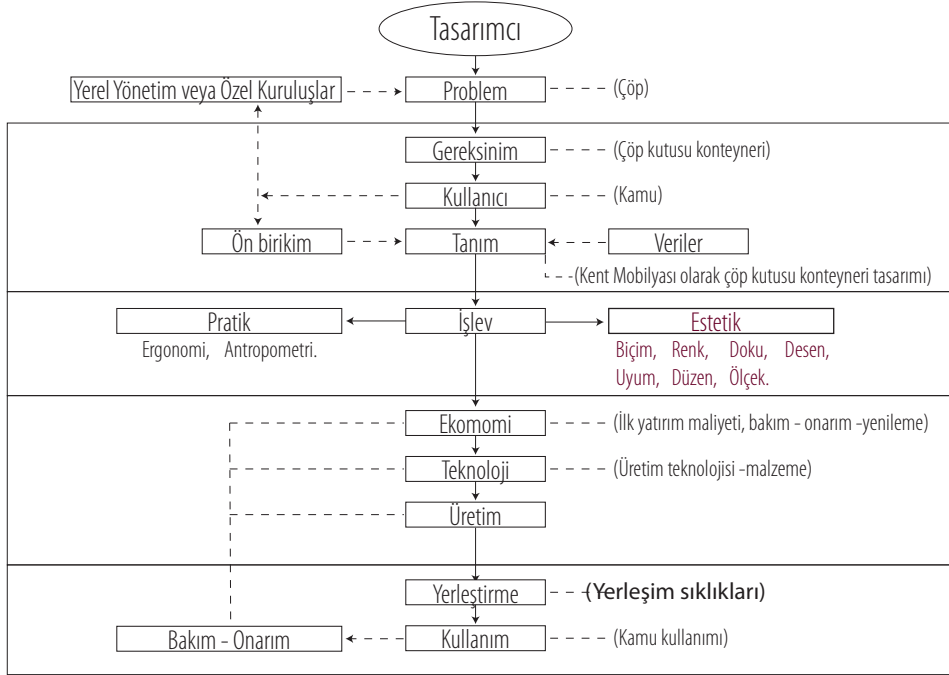 Tasarımcı
Yerel Yönetim veya Özel Kuruluşlar
Problem
(Çöp)
Gereksinim
(Çöp kutusu konteyneri)
Kullanıcı
(Kamu)
Ön birikim
Tanım
Veriler
(Kent Mobilyası olarak çöp kutusu konteyneri tasarımı)
Pratik
İşlev
Estetik
Ergonomi, Antropometri.
Biçim, Renk, Doku, Desen,
Uyum, Düzen, Ölçek.
Ekomomi
(İlk yatırım maliyeti, bakım - onarım -yenileme)
Teknoloji
(Üretim teknolojisi -malzeme)
Üretim
Yerleştirme
(Yerleşim sıklıkları)
Bakım - Onarım
Kullanım
(Kamu kullanımı)